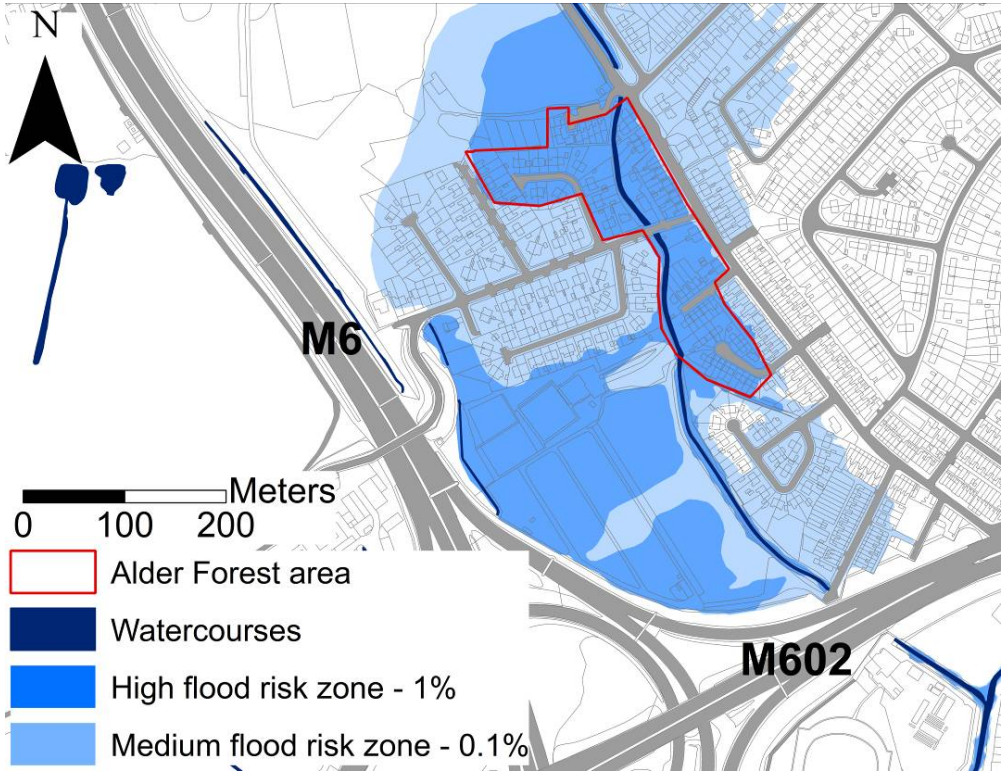 N
M6
M602
Meters
0 100 200
Alder Forest area
Watercourses
High flood risk zone - 1%
Medium flood risk zone - 0.1%